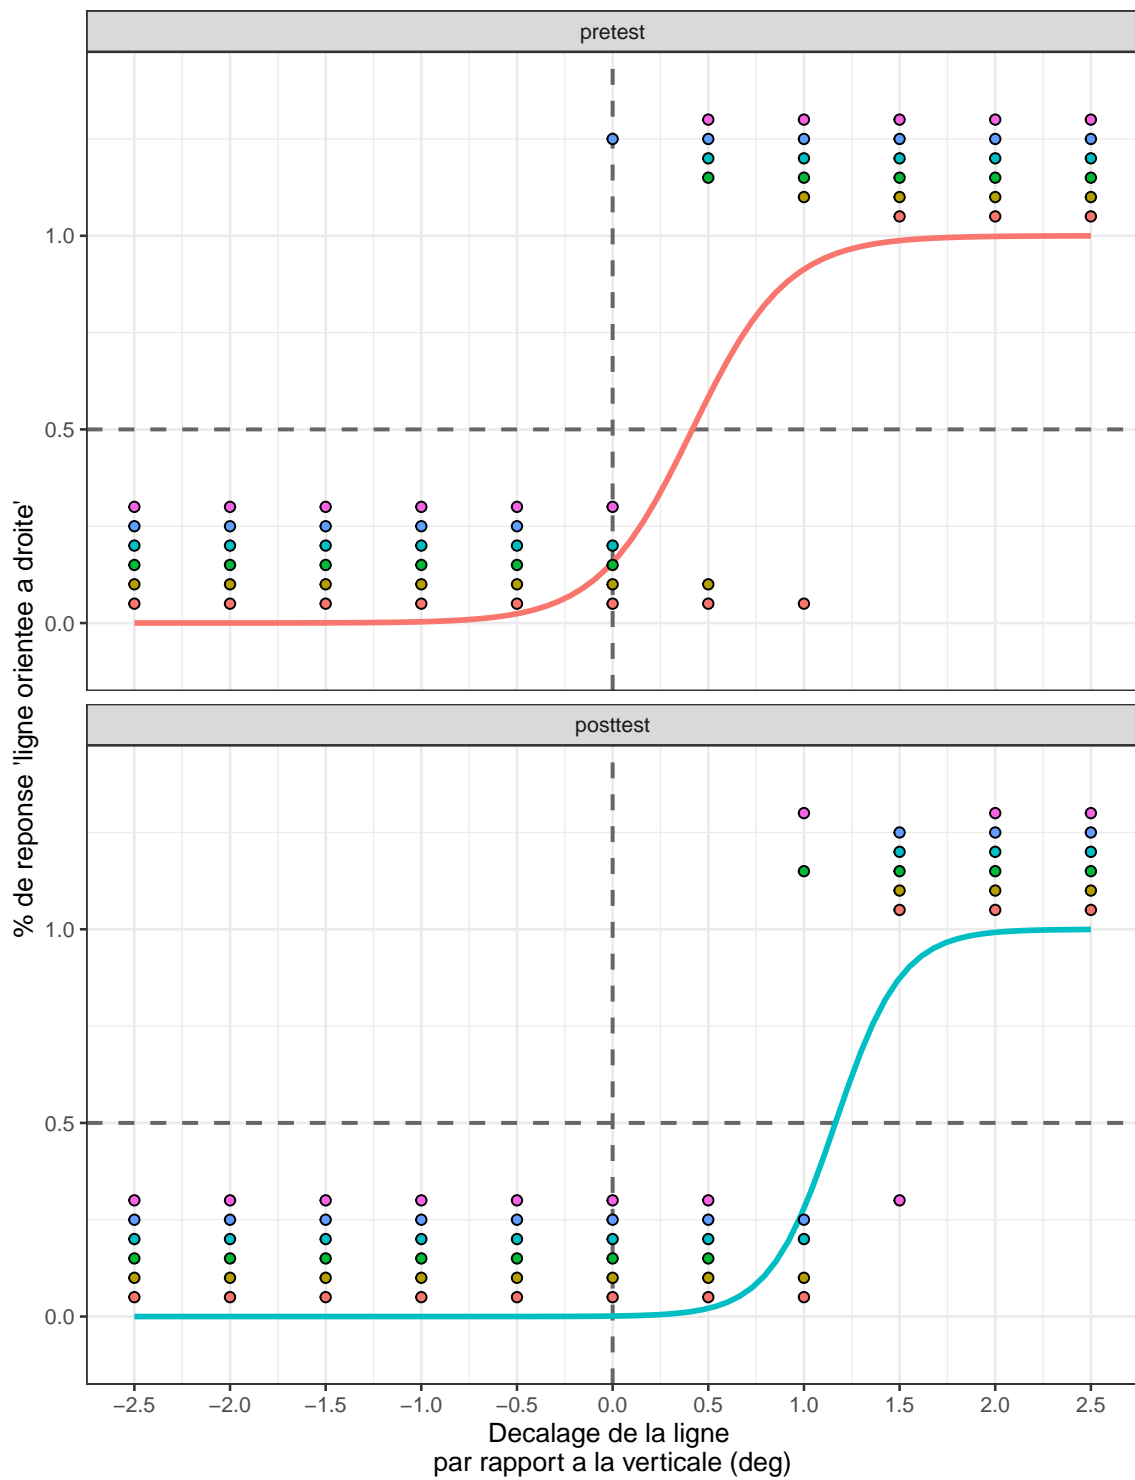 pretest
1.0
0.5
0.0
posttest
1.0
0.5
0.0
% de reponse 'ligne orientee a droite'
−2.5 −2.0 −1.5 −1.0 −0.5 0.0 0.5 1.0 1.5 2.0 2.5
Decalage de la ligne
par rapport a la verticale (deg)